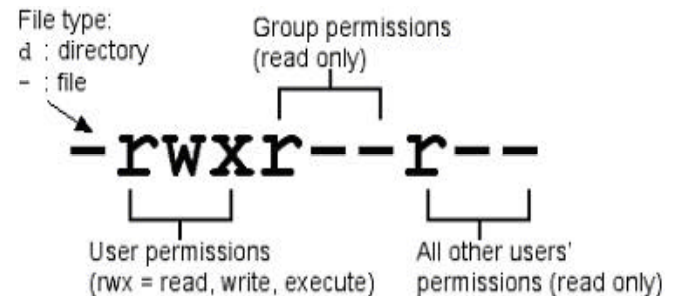 File type:
d : directory
- : file
Group permissions
(read only)
-rwxr--r--
User permissions
(rwx = read, write, execute)
All other users'
permissions (read only)